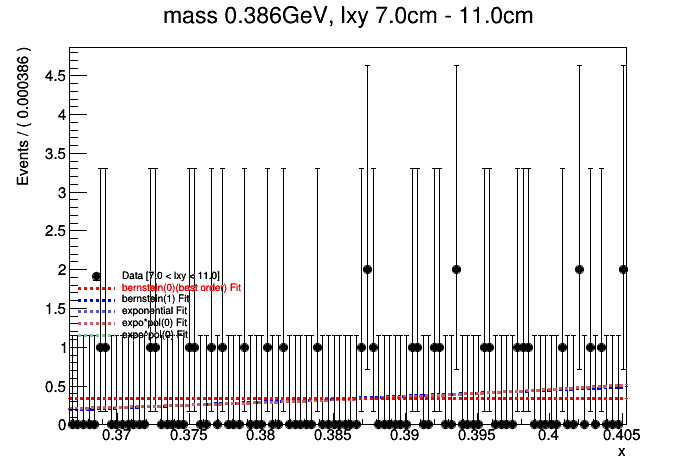 mass 0.386GeV, lxy 7.0cm - 11.0cm
Events / ( 0.000386 )
4.5
4
3.5
3
2.5
2
1.5
1
0.5
0
Data [7.0 < lxy < 11.0]
bernstein(0)(best order) Fit
bernstein(1) Fit
exponential Fit
expo*pol(0) Fit
expo*pol(0) Fit
0.37 0.375 0.38 0.385 0.39 0.395 0.4 0.405
x